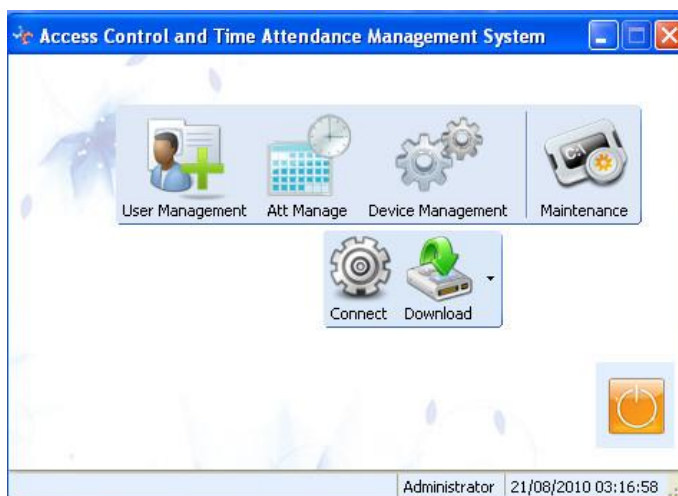 Access Control and Time Attendance Management System
User Management Att Manage Device Management Maintenance
Connect Download
Administrator 21/08/2010 03:16:58